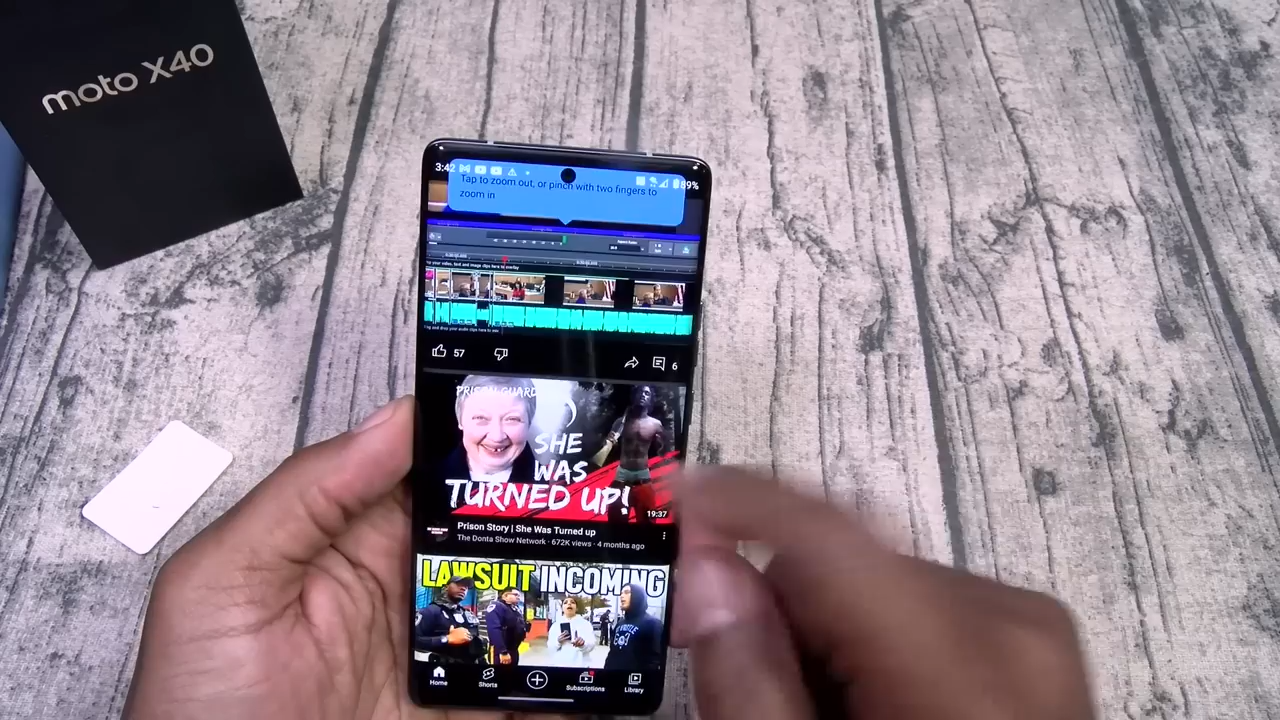 moto X40
3:42
89%
Tap to zoom out, or pinch with two fingers to
zoom in
57
6
PRISON GUARD
SHE
WAS
TURNED UP!
19:37
Prison Story | She Was Turned up
The Donta Show Network · 672K views · 4 months ago
LAWSUIT INCOMING
Home
Shorts
Subscriptions
Library